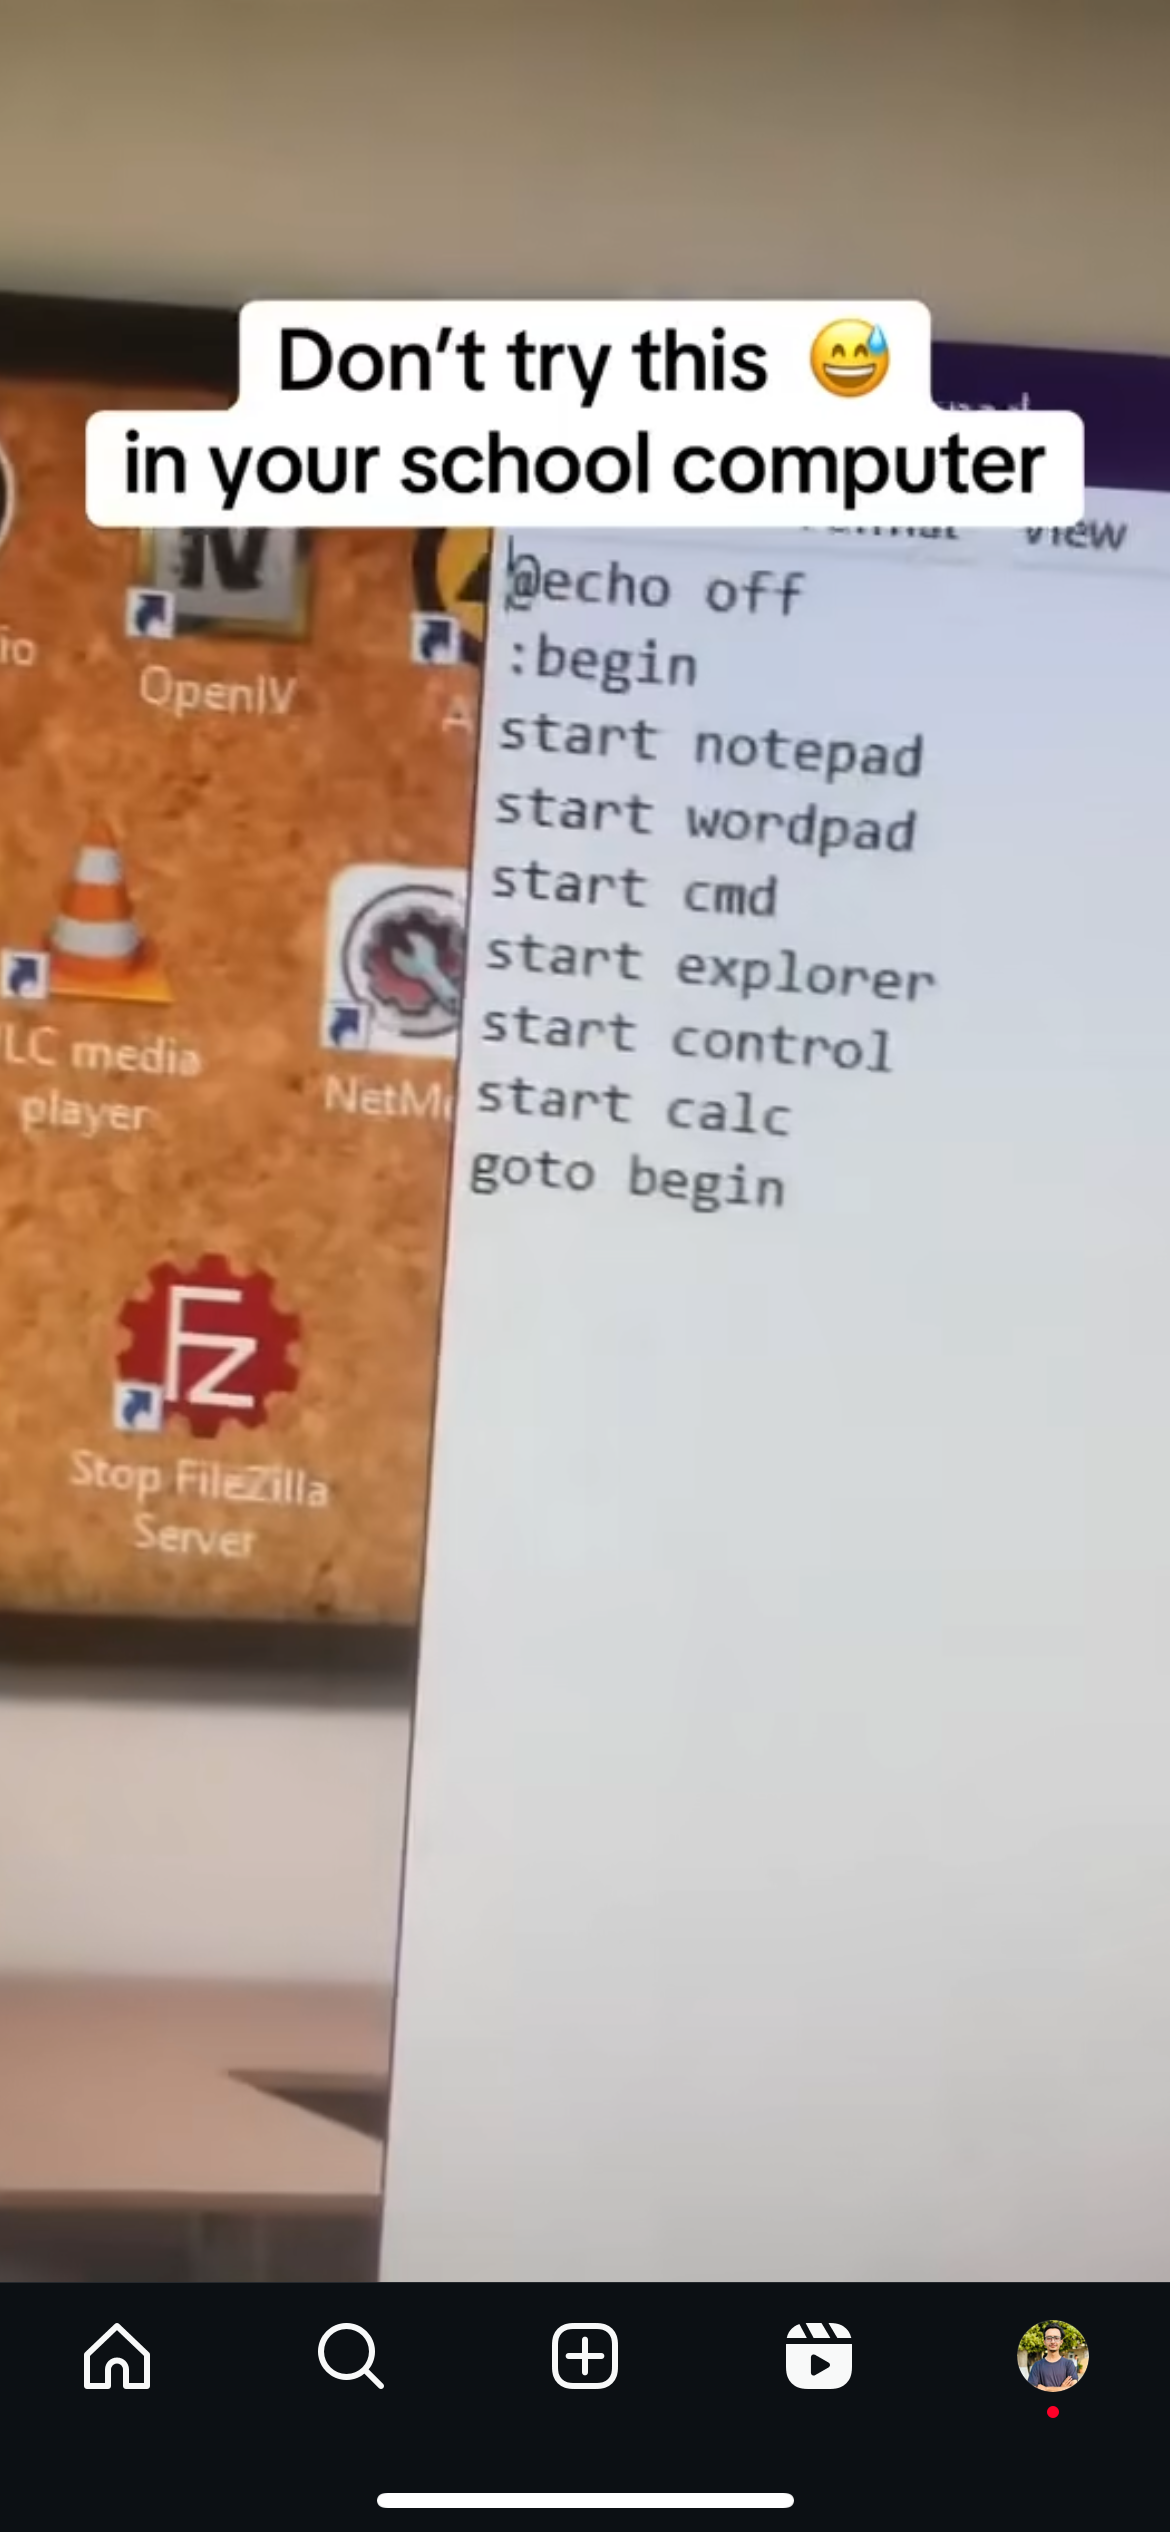 Don't try this 😅
in your school computer
View
@echo off
:begin
start notepad
start wordpad
start cmd
start explorer
start control
start calc
goto begin
io
OpenIV
A
LC media
player
NetM
Stop FileZilla
Server